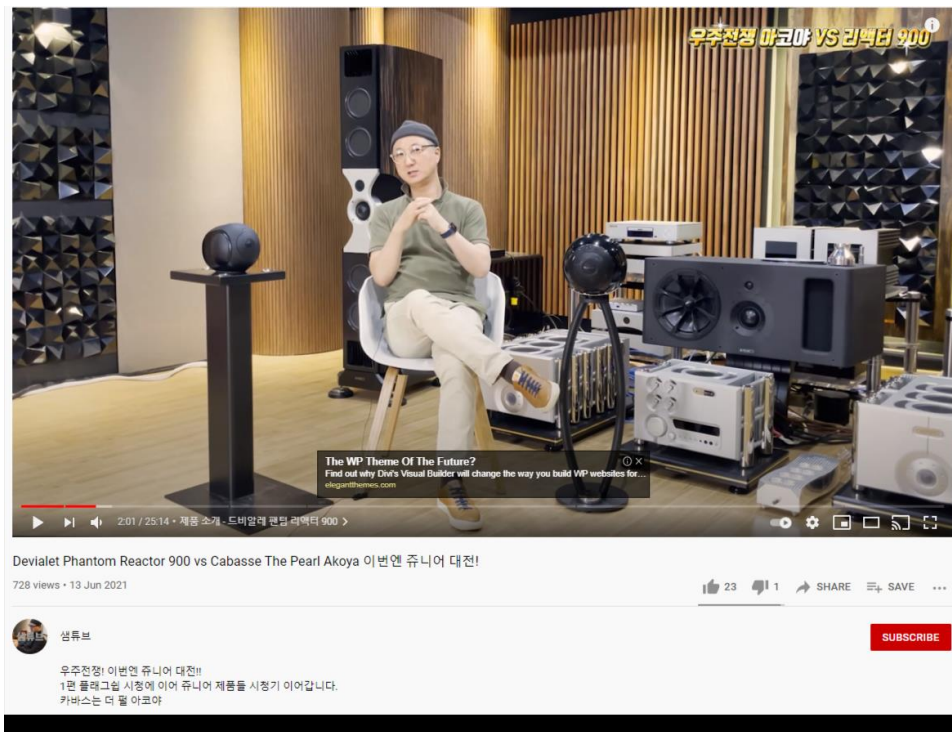 우주전쟁 아코야 VS 리액터 900
The WP Theme Of The Future?
Find out why Divi's Visual Builder will change the way you build WP websites for...
elegantthemes.com
2:01 / 25:14 • 제품 소개 - 드비알레 팬텀 리액터 900 >
Devialet Phantom Reactor 900 vs Cabasse The Pearl Akoya 이번엔 쥬니어 대전!
728 views • 13 Jun 2021
23 1 SHARE SAVE ...
샘튜브
SUBSCRIBE
우주전쟁! 이번엔 쥬니어 대전!!
1편 플래그쉽 시청에 이어 쥬니어 제품들 시청기 이어갑니다.
카바스는 더 펄 아코야